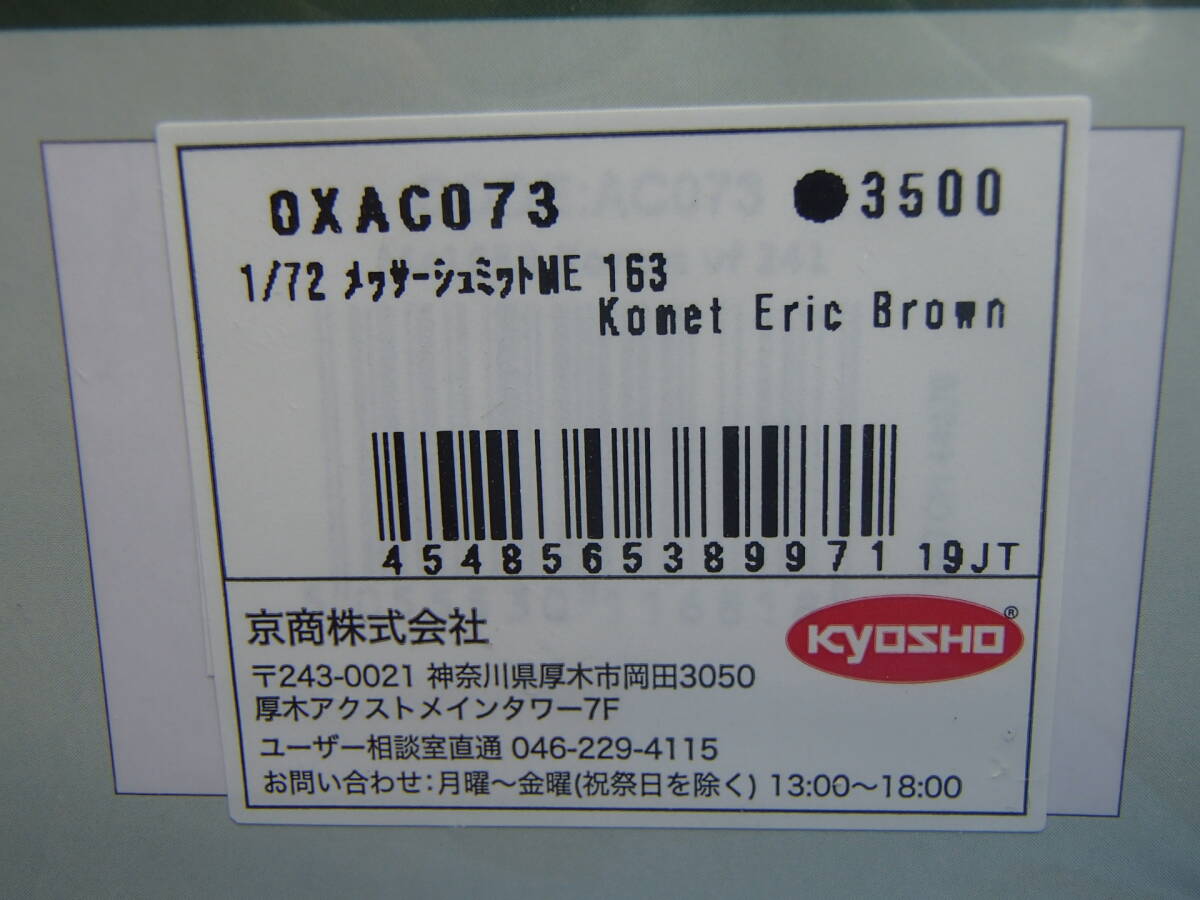 OXAC073 ●3500
1/72 ﾒｯｻｰｼｭﾐｯﾄME 163
Komet Eric Brown
4548565389971 19JT
京商株式会社
KYOSHO®
〒243-0021 神奈川県厚木市岡田3050
厚木アクストメインタワー7F
ユーザー相談室直通 046-229-4115
お問い合わせ:月曜〜金曜(祝祭日を除く) 13:00〜18:00